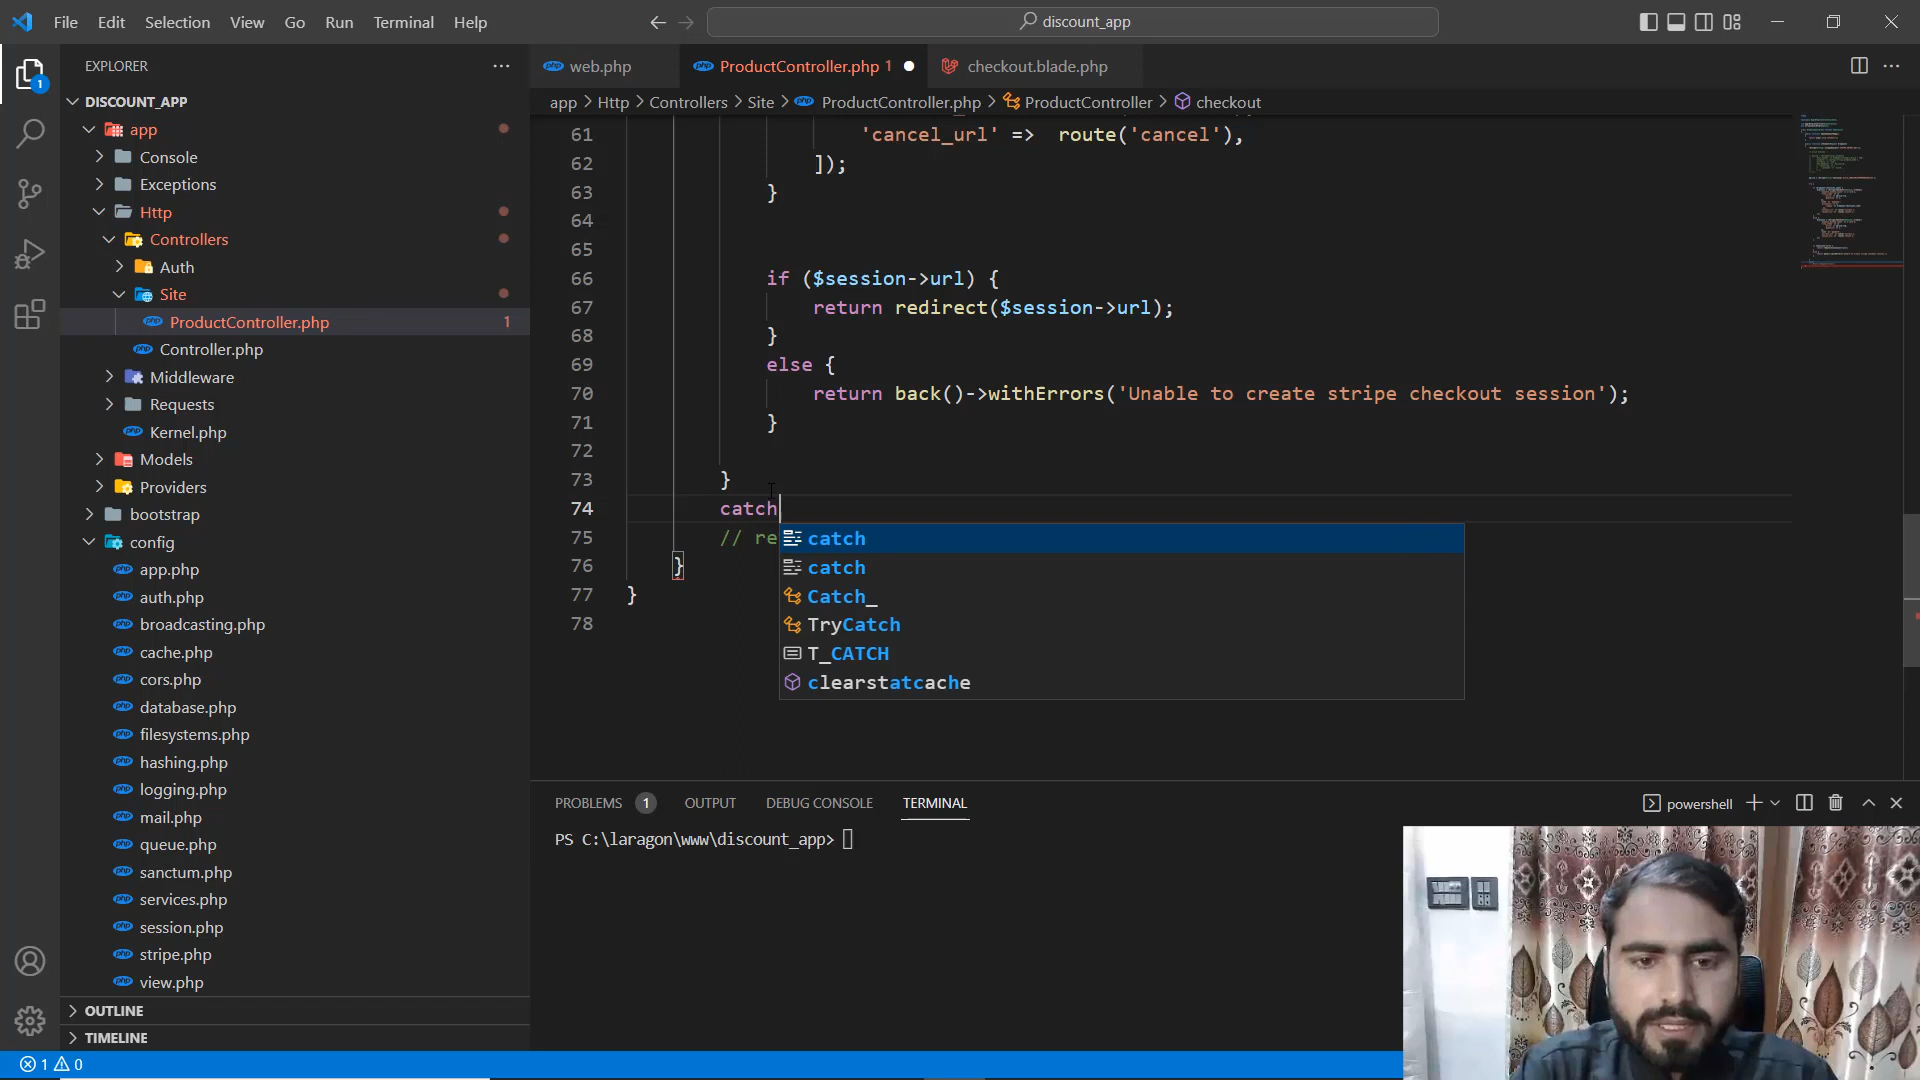 File Edit Selection View Go Run Terminal Help
discount_app
EXPLORER
web.php
ProductController.php 1
checkout.blade.php
app > Http > Controllers > Site > ProductController.php > ProductController > checkout
DISCOUNT_APP
app
Console
Exceptions
Http
Controllers
Auth
Site
ProductController.php 1
Controller.php
Middleware
Requests
Kernel.php
Models
Providers
bootstrap
config
app.php
auth.php
broadcasting.php
cache.php
cors.php
database.php
filesystems.php
hashing.php
logging.php
mail.php
queue.php
sanctum.php
services.php
session.php
stripe.php
view.php
OUTLINE
TIMELINE
61 'cancel_url' => route('cancel'),
62 ]);
63 }
64
65
66 if ($session->url) {
67 return redirect($session->url);
68 }
69 else {
70 return back()->withErrors('Unable to create stripe checkout session');
71 }
72
73 }
74 catch
75 // re
76 }
77 }
78
catch
catch
Catch_
TryCatch
T_CATCH
clearstatcache
PROBLEMS 1 OUTPUT DEBUG CONSOLE TERMINAL
powershell
PS C:\laragon\www\discount_app>
1 0
1